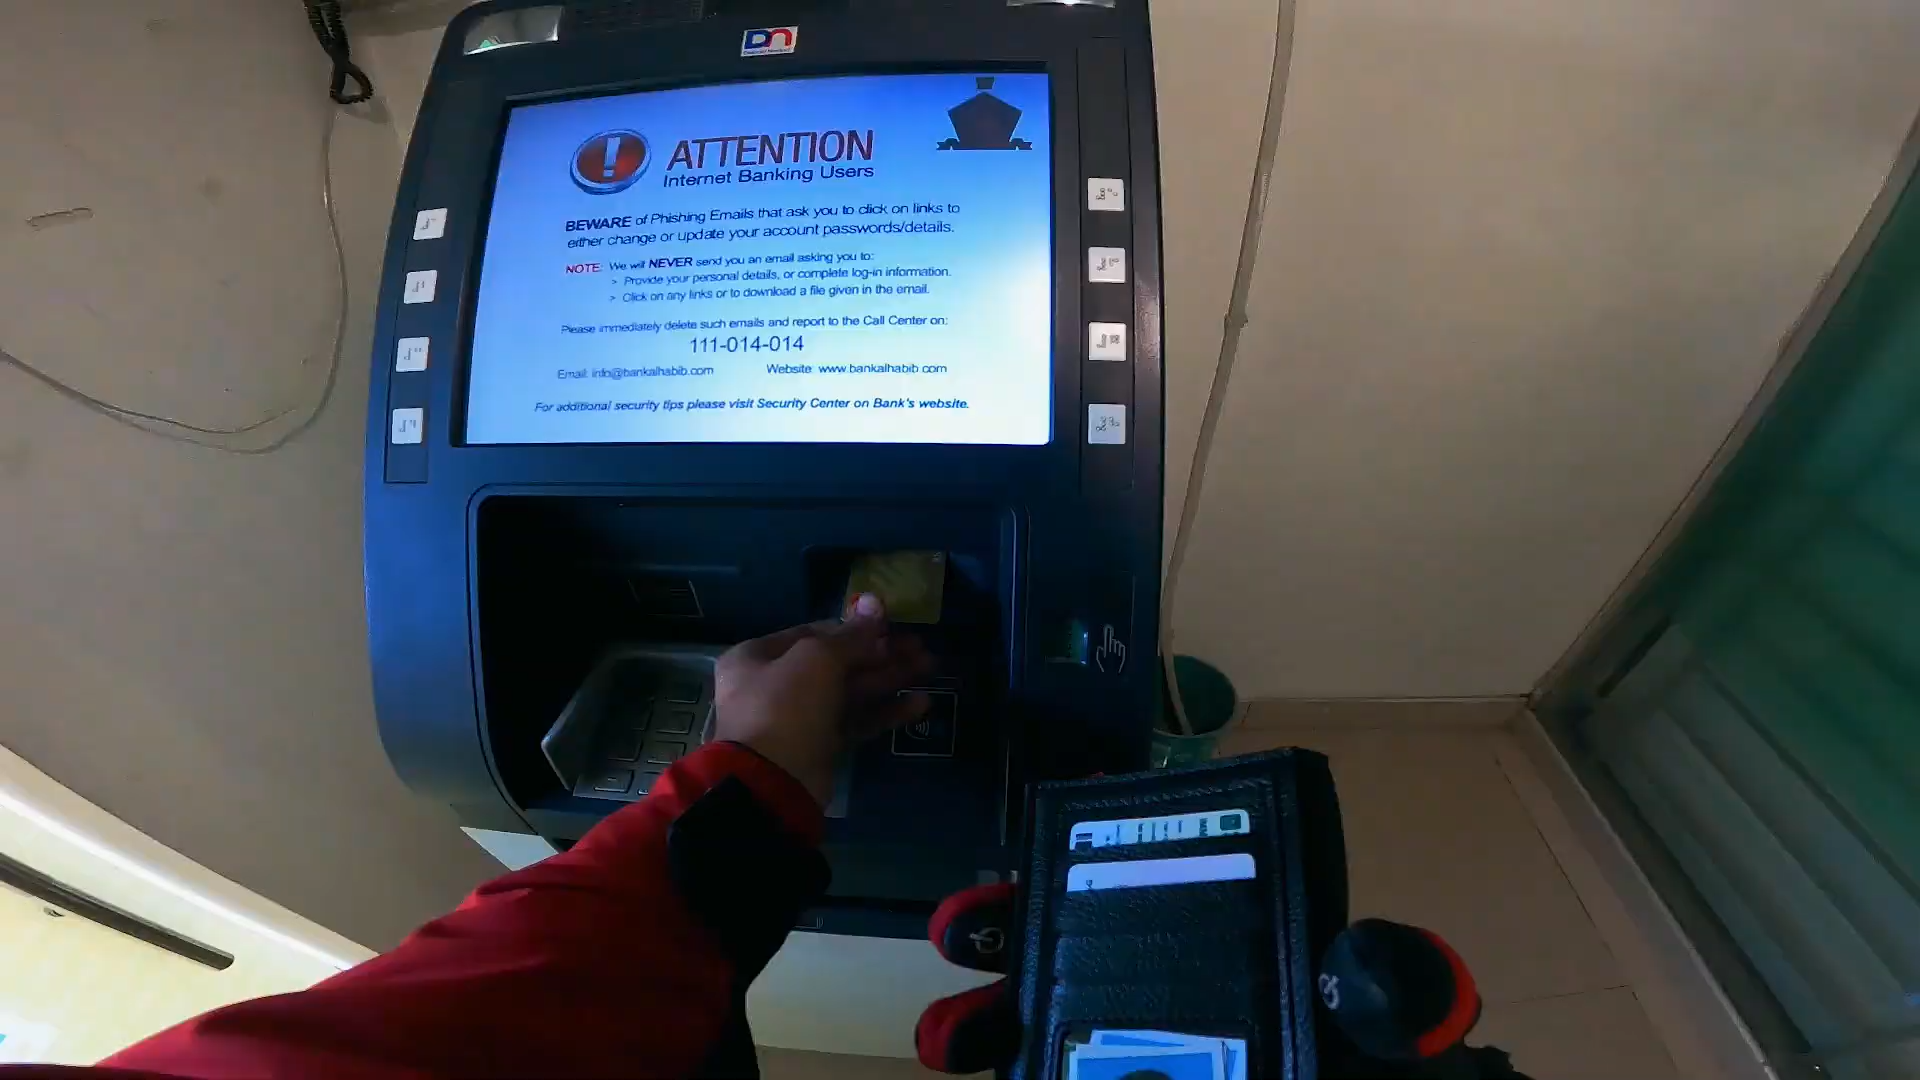 DN
Diebold Nixdorf
ATTENTION
Internet Banking Users
BEWARE of Phishing Emails that ask you to click on links to
either change or update your account passwords/details.
NOTE: We will NEVER send you an email asking you to:
> Provide your personal details, or complete log-in information.
> Click on any links or to download a file given in the email.
Please immediately delete such emails and report to the Call Center on:
111-014-014
Email: info@bankalhabib.com Website: www.bankalhabib.com
For additional security tips please visit Security Center on Bank's website.